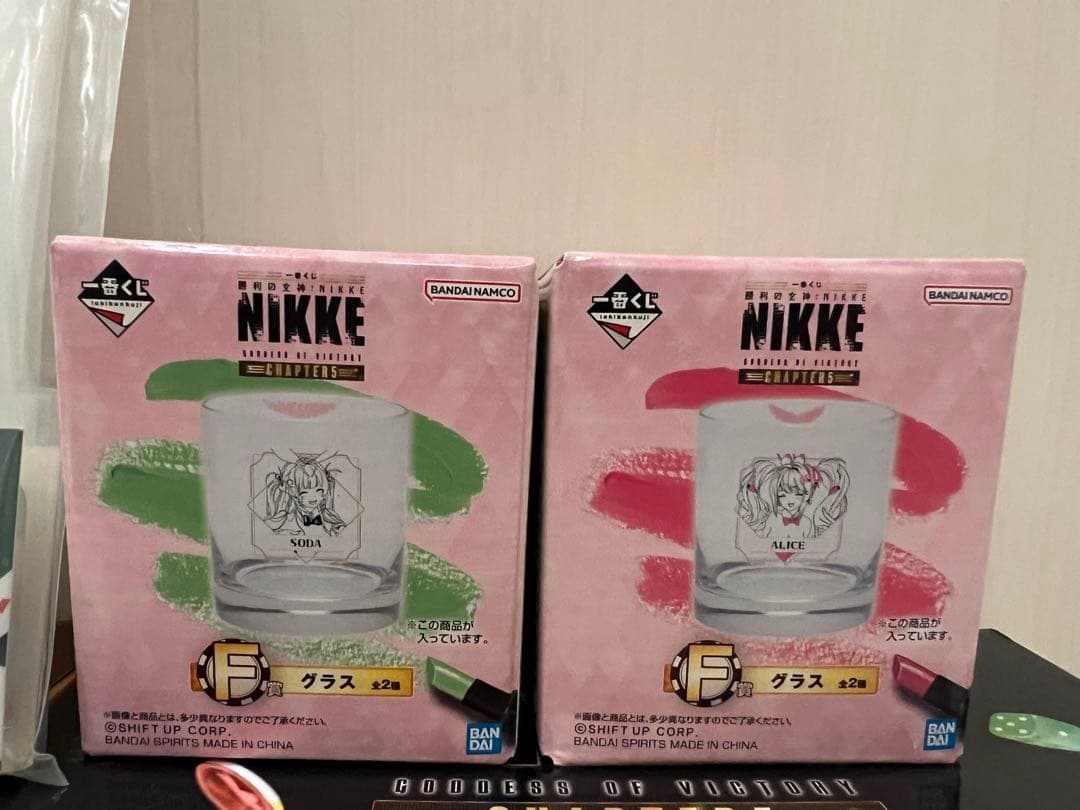 一番くじ
ichibankuji
一番くじ
勝利の女神:NIKKE
NIKKE
GODDESS OF VICTORY
CHAPTER5
BANDAI NAMCO
SODA
※この商品が
入っています。
F賞 グラス 全2種
※画像と商品とは、多少異なりますのでご了承ください。
©SHIFT UP CORP.
BANDAI SPIRITS MADE IN CHINA
BAN
DAI
一番くじ
ichibankuji
一番くじ
勝利の女神:NIKKE
NIKKE
GODDESS OF VICTORY
CHAPTER5
BANDAI NAMCO
ALICE
※この商品が
入っています。
F賞 グラス 全2種
※画像と商品とは、多少異なりますのでご了承ください。
©SHIFT UP CORP.
BANDAI SPIRITS MADE IN CHINA
BAN
DAI
GODDESS OF VICTORY